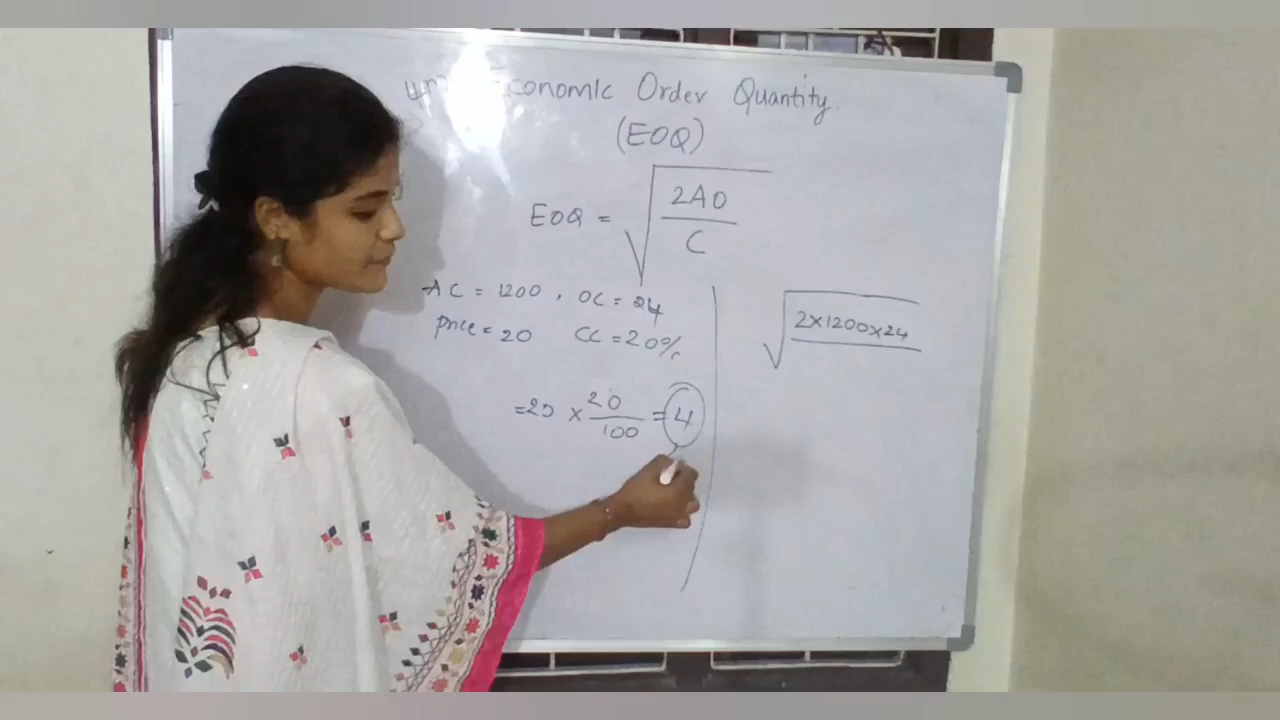 Economic Order Quantity.
(EOQ)
EOQ = √ 2AO
C
AC = 1200 , OC = 24
Price = 20 CC = 20%
√ 2×1200×24
=20 × 20 = 4
100